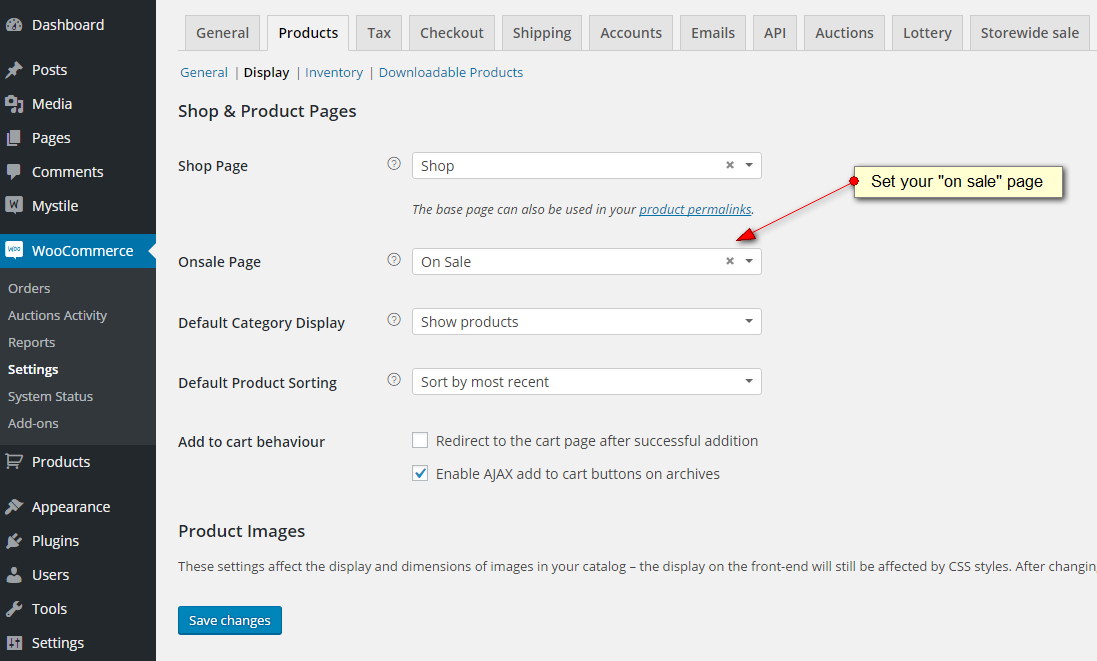 Dashboard
Posts
Media
Pages
Comments
Mystile
WooCommerce
Orders
Auctions Activity
Reports
Settings
System Status
Add-ons
Products
Appearance
Plugins
Users
Tools
Settings
General Products Tax Checkout Shipping Accounts Emails API Auctions Lottery Storewide sale
General | Display | Inventory | Downloadable Products
Shop & Product Pages
Shop Page ? Shop ×
The base page can also be used in your product permalinks.
Set your "on sale" page
Onsale Page ? On Sale ×
Default Category Display ? Show products
Default Product Sorting ? Sort by most recent
Add to cart behaviour Redirect to the cart page after successful addition
Enable AJAX add to cart buttons on archives
Product Images
These settings affect the display and dimensions of images in your catalog – the display on the front-end will still be affected by CSS styles. After changing
Save changes